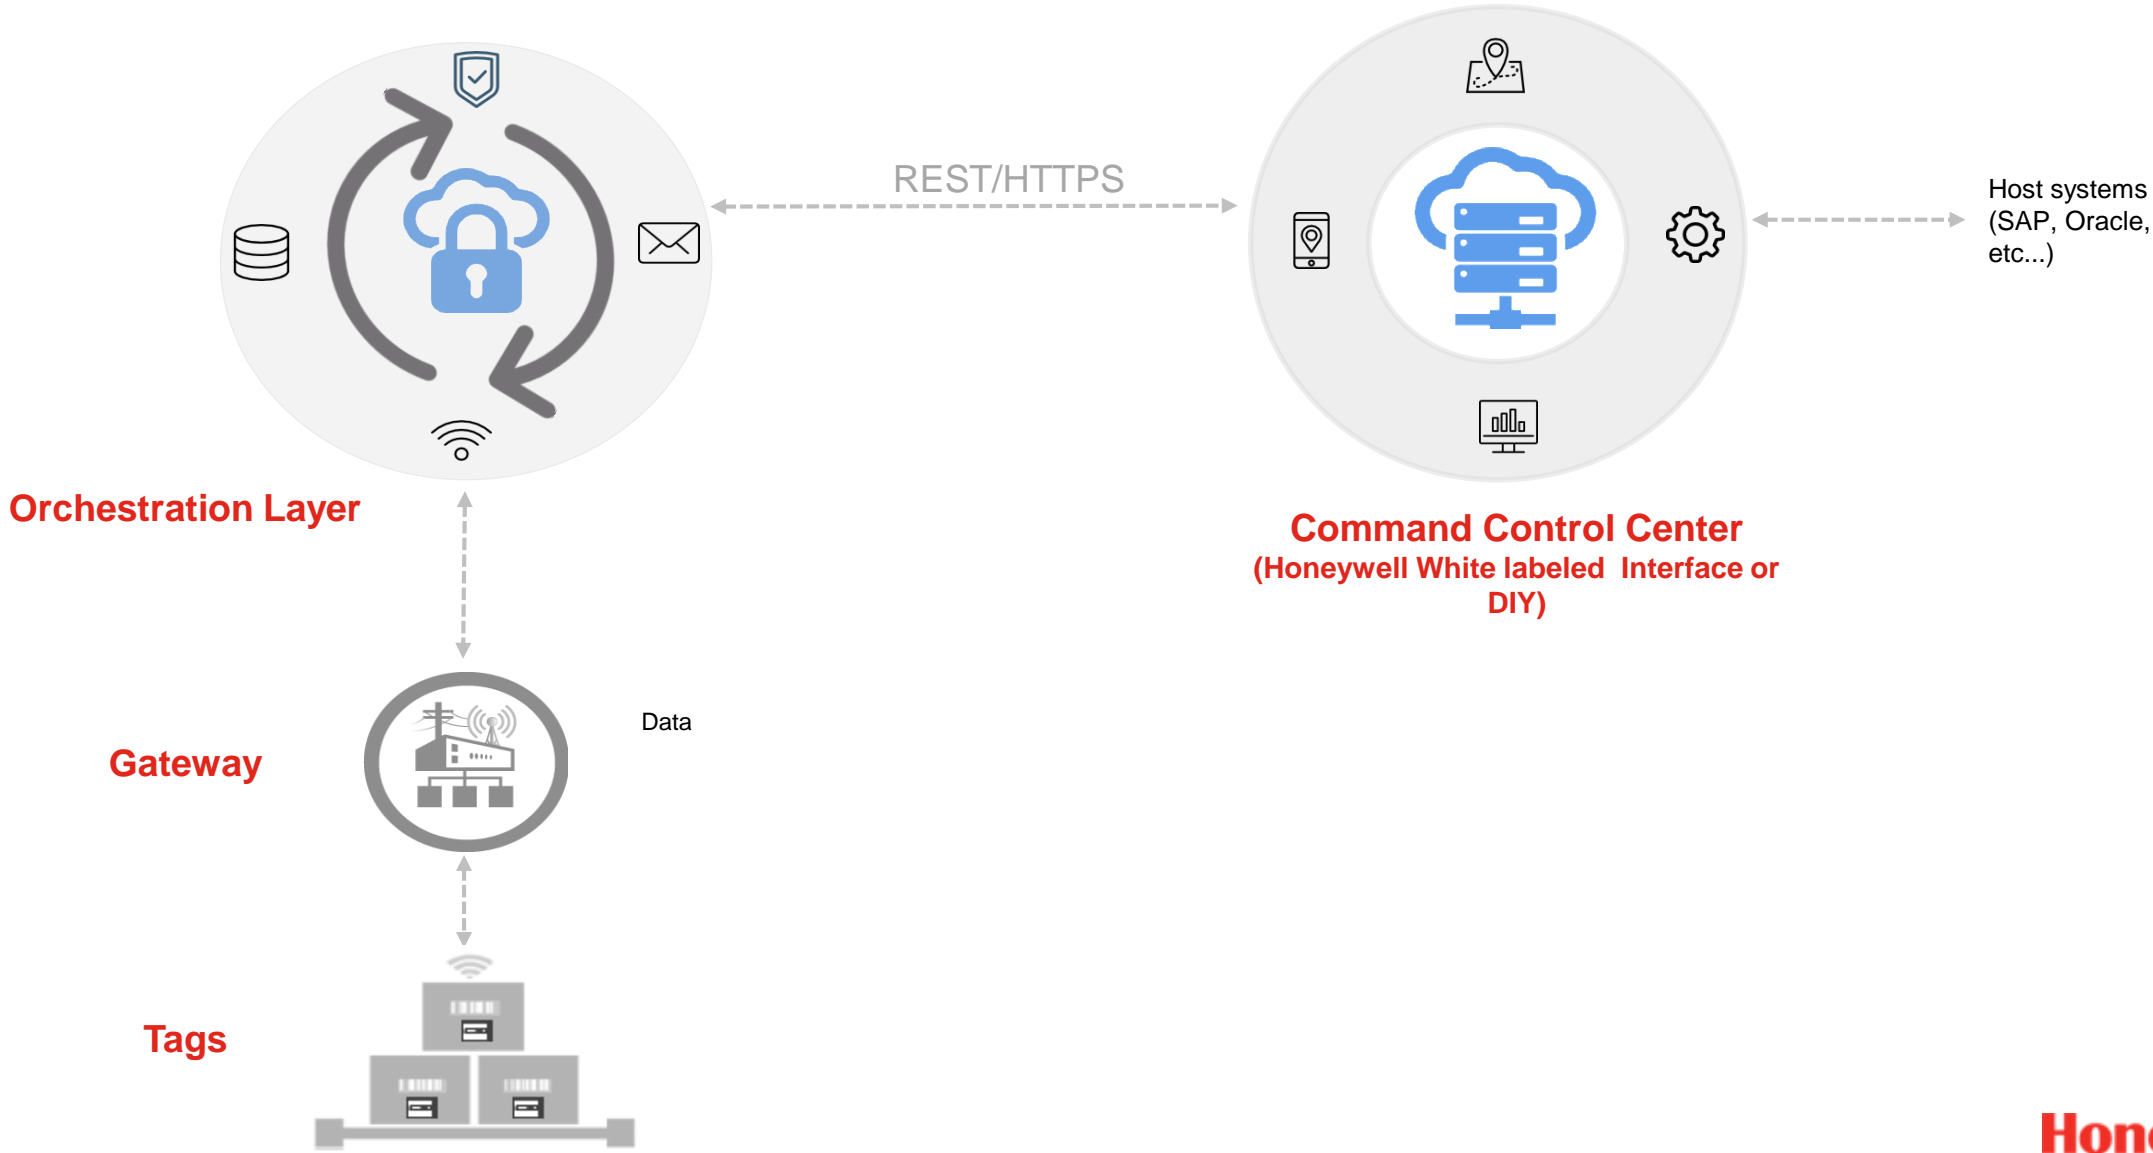 REST/HTTPS
Host systems
(SAP, Oracle,
etc...)
Orchestration Layer
Command Control Center
(Honeywell White labeled Interface or
DIY)
Data
Gateway
Tags